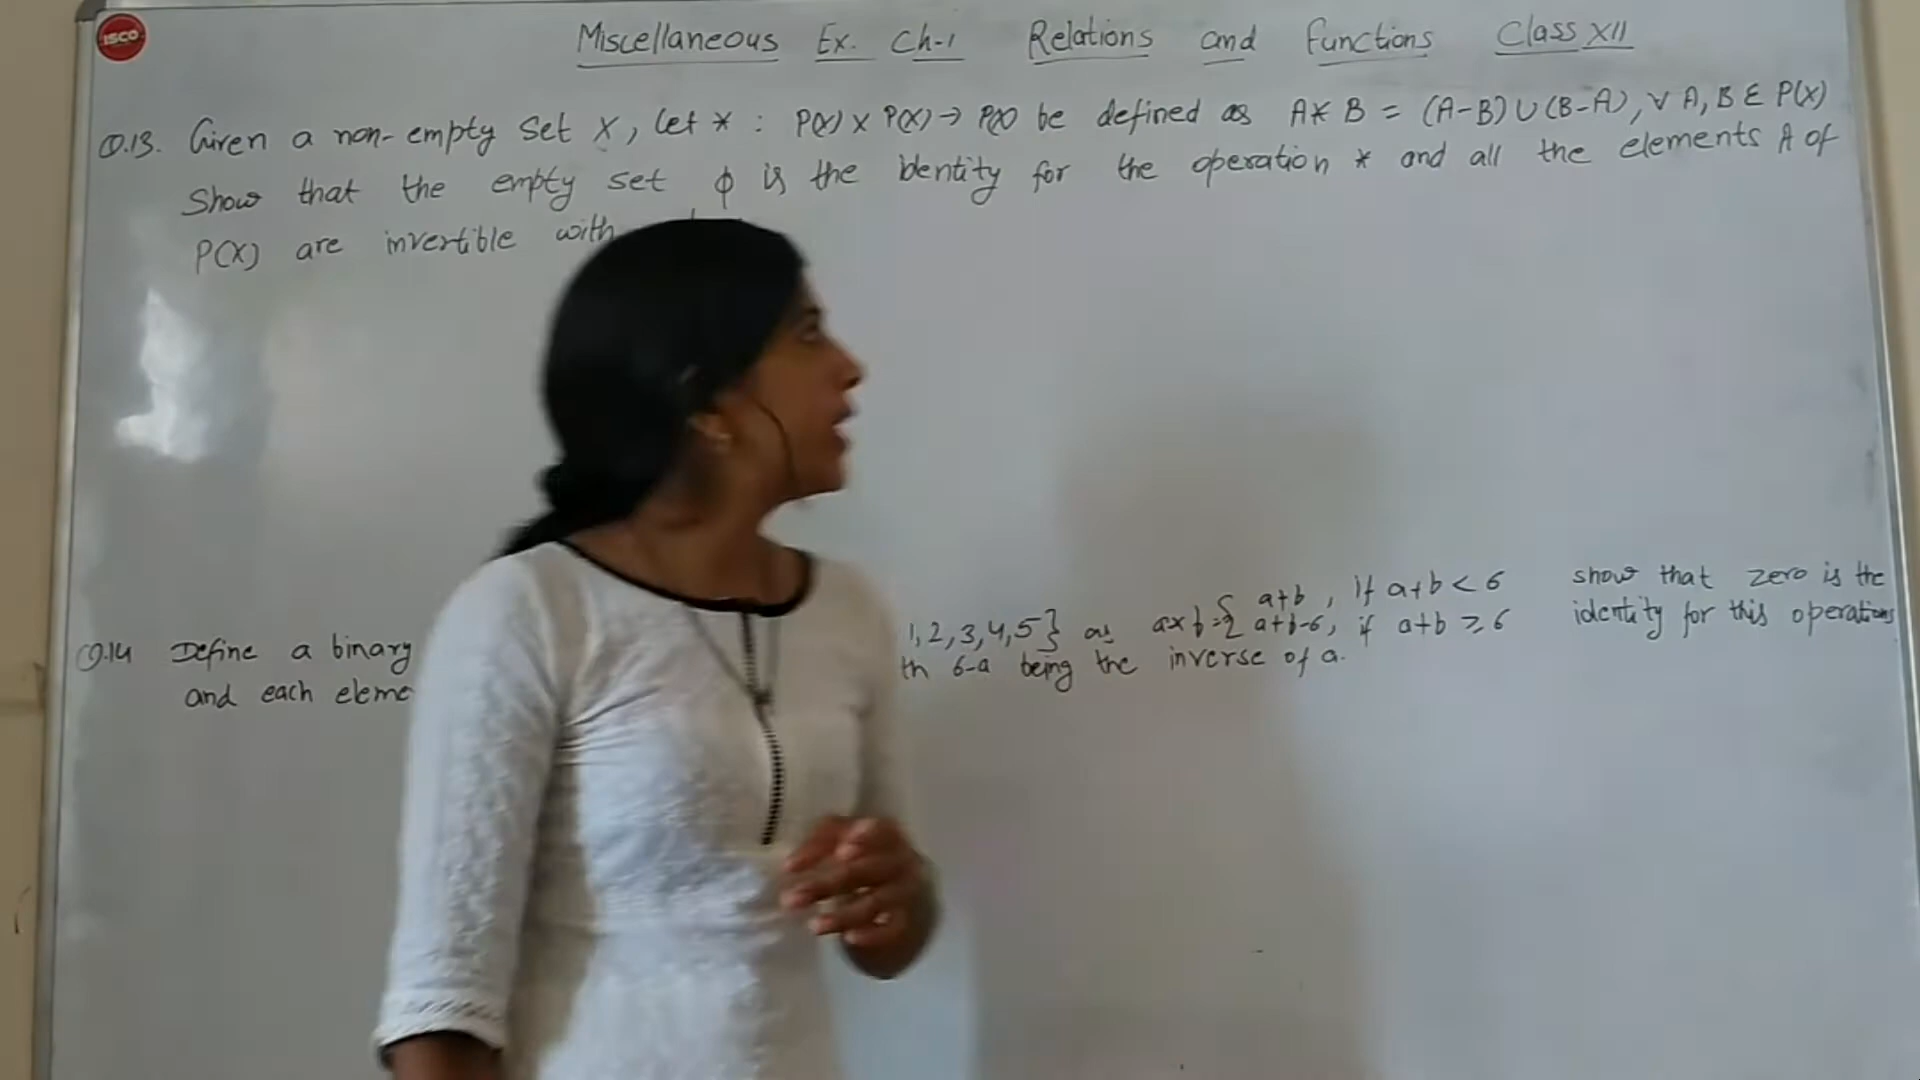 ISCO
Miscellaneous Ex. Ch-1 Relations and Functions Class XII
Q.13. Given a non-empty set X, let * : P(X) x P(X) → P(X) be defined as A * B = (A-B) ∪ (B-A), ∀ A, B ∈ P(X)
Show that the empty set ϕ is the identity for the operation * and all the elements A of
P(X) are invertible with
Q.14 Define a binary 1,2,3,4,5} as a x b = { a+b, if a+b < 6 show that zero is the
a+b-6, if a+b ≥ 6 identity for this operation
and each eleme th 6-a being the inverse of a.